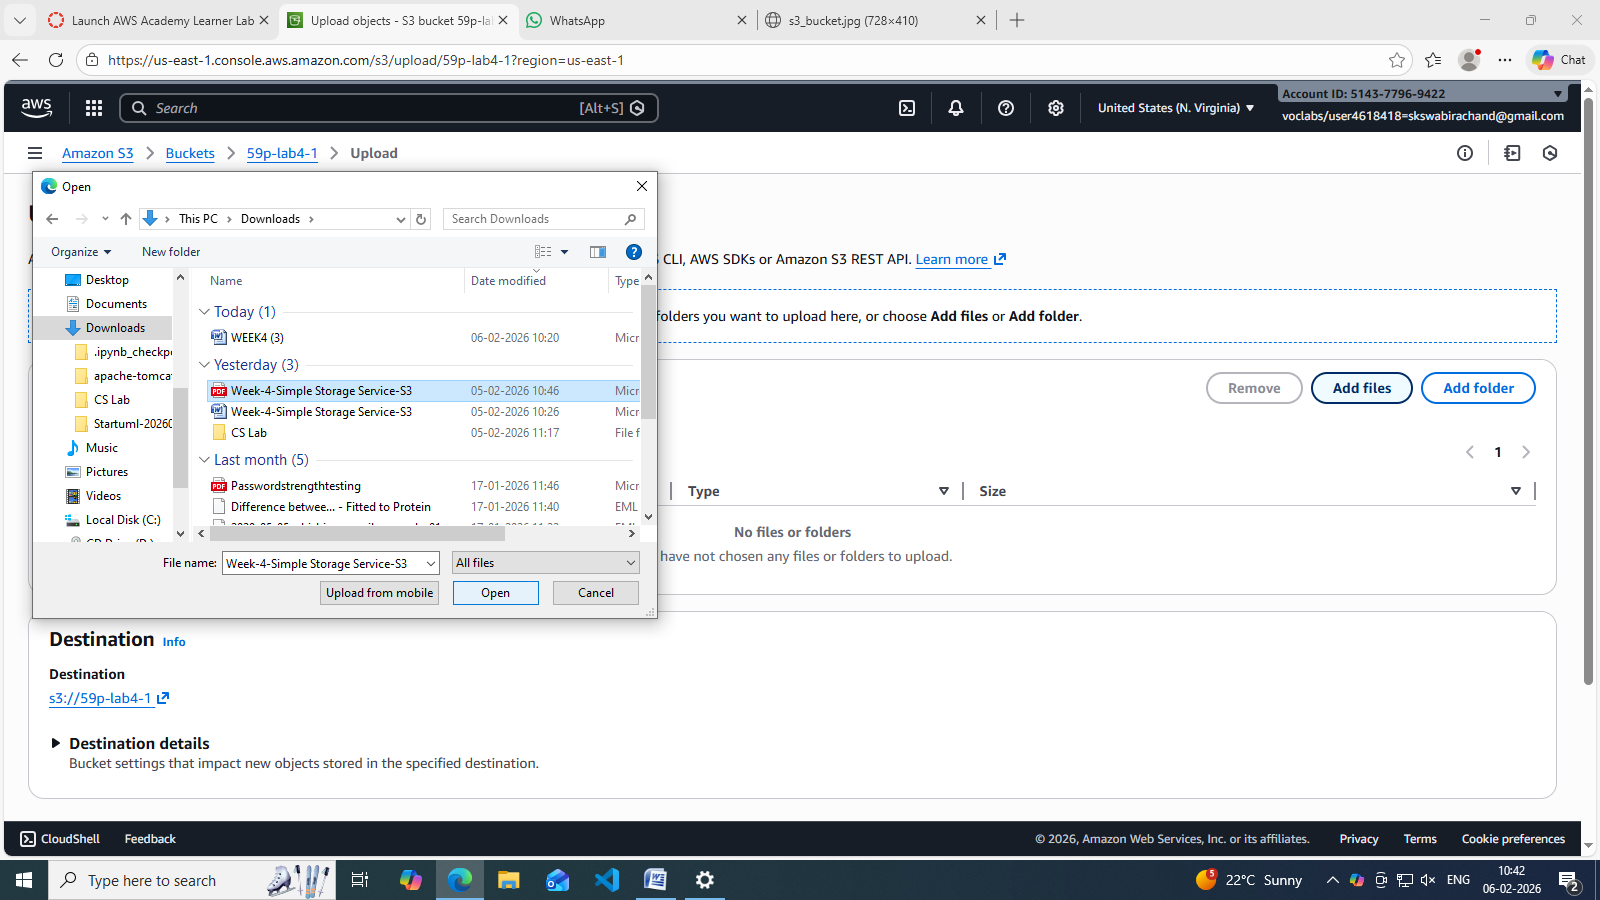 Launch AWS Academy Learner Lab
Upload objects - S3 bucket 59p-la
WhatsApp
s3_bucket.jpg (728×410)
https://us-east-1.console.aws.amazon.com/s3/upload/59p-lab4-1?region=us-east-1
Chat
aws
Search
[Alt+S]
United States (N. Virginia)
Account ID: 5143-7796-9422
voclabs/user4618418=skswabirachand@gmail.com
Amazon S3
Buckets
59p-lab4-1
Upload
Open
This PC
Downloads
Search Downloads
Organize
New folder
CLI, AWS SDKs or Amazon S3 REST API. Learn more
Desktop
Documents
Downloads
.ipynb_checkp
apache-tomca
CS Lab
Startuml-2026
Music
Pictures
Videos
Local Disk (C:)
Name
Date modified
Type
Today (1)
WEEK4 (3) 06-02-2026 10:20 Micr
Yesterday (3)
PDF Week-4-Simple Storage Service-S3 05-02-2026 10:46 Micr
Week-4-Simple Storage Service-S3 05-02-2026 10:26 Micr
CS Lab 05-02-2026 11:17 File f
Last month (5)
PDF Passwordstrengthtesting 17-01-2026 11:46 Micr
Difference betwee... - Fitted to Protein 17-01-2026 11:40 EML
File name: Week-4-Simple Storage Service-S3
All files
Upload from mobile
Open
Cancel
folders you want to upload here, or choose Add files or Add folder.
Remove
Add files
Add folder
1
Type
Size
No files or folders
have not chosen any files or folders to upload.
Destination Info
Destination
s3://59p-lab4-1
Destination details
Bucket settings that impact new objects stored in the specified destination.
CloudShell
Feedback
© 2026, Amazon Web Services, Inc. or its affiliates.
Privacy
Terms
Cookie preferences
Type here to search
5
22°C Sunny
ENG
10:42
06-02-2026
2